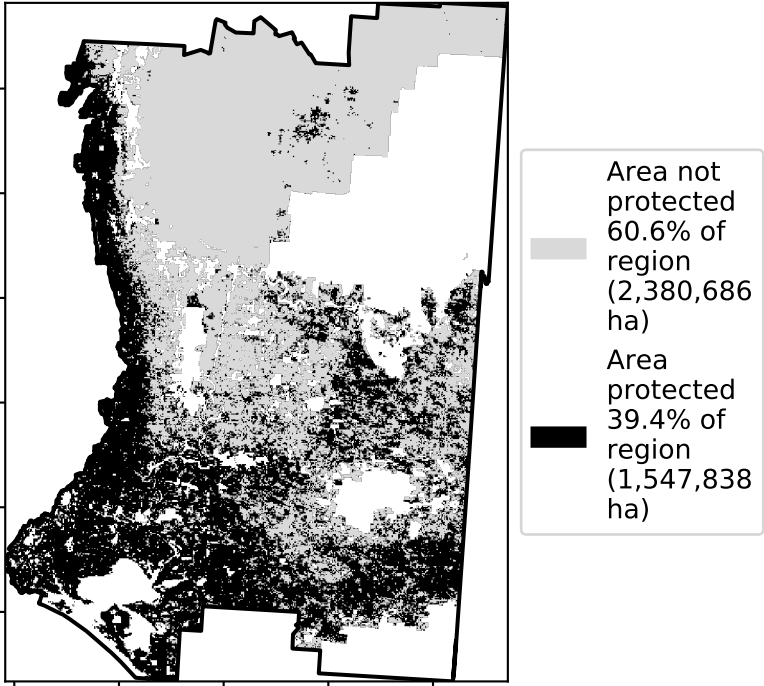 Area not
protected
60.6% of
region
(2,380,686
ha)
Area
protected
39.4% of
region
(1,547,838
ha)